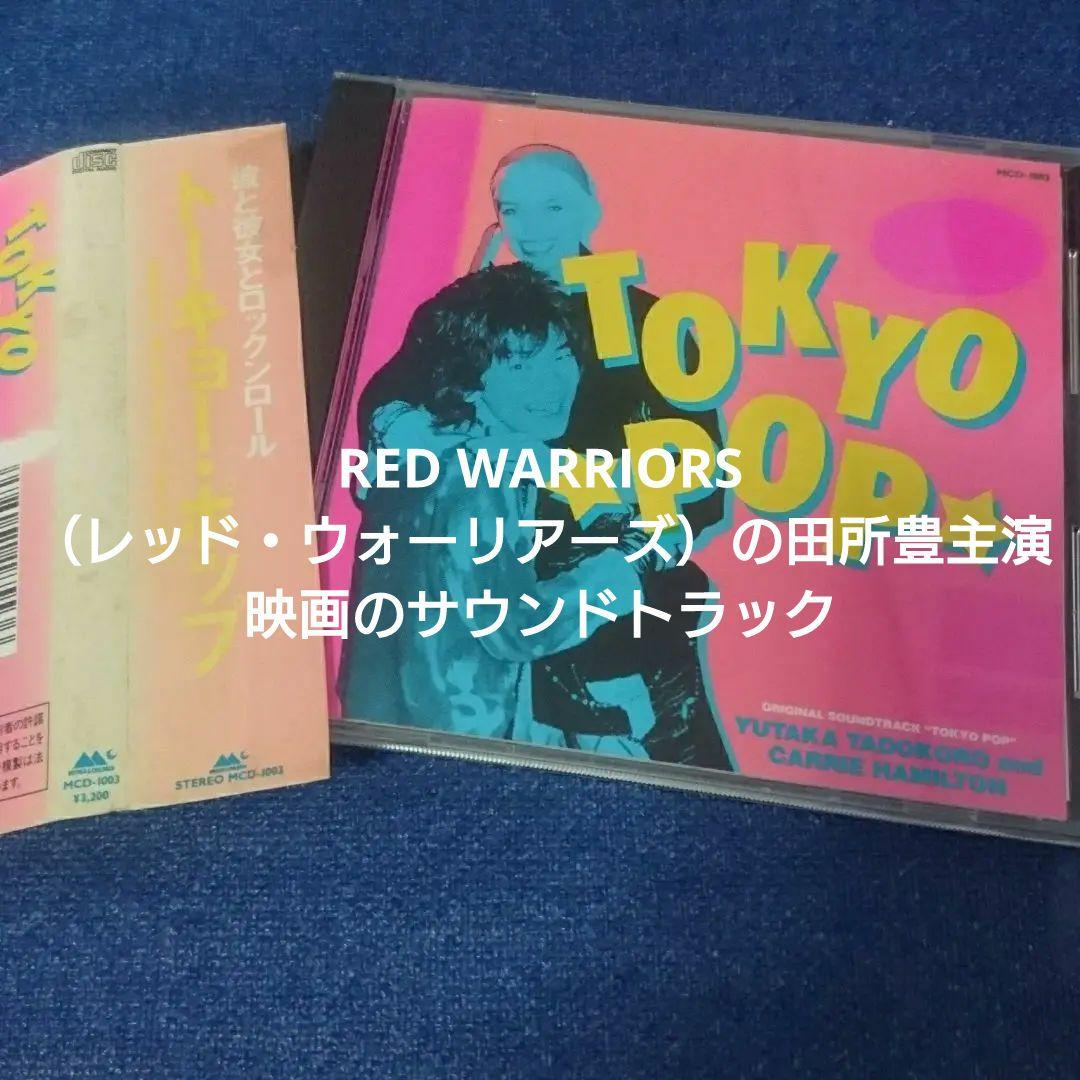 TOKYO
disc
DIGITAL AUDIO
彼と彼女とロックンロール
トーキョー・ポップ
MCD-1003
¥3,200
STEREO MCD-1003
MCD-1003
TOKYO
POP
ORIGINAL SOUNDTRACK "TOKYO POP"
YUTAKA TADOKORO and
CARRIE HAMILTON
RED WARRIORS
（レッド・ウォーリアーズ）の田所豊主演
映画のサウンドトラック